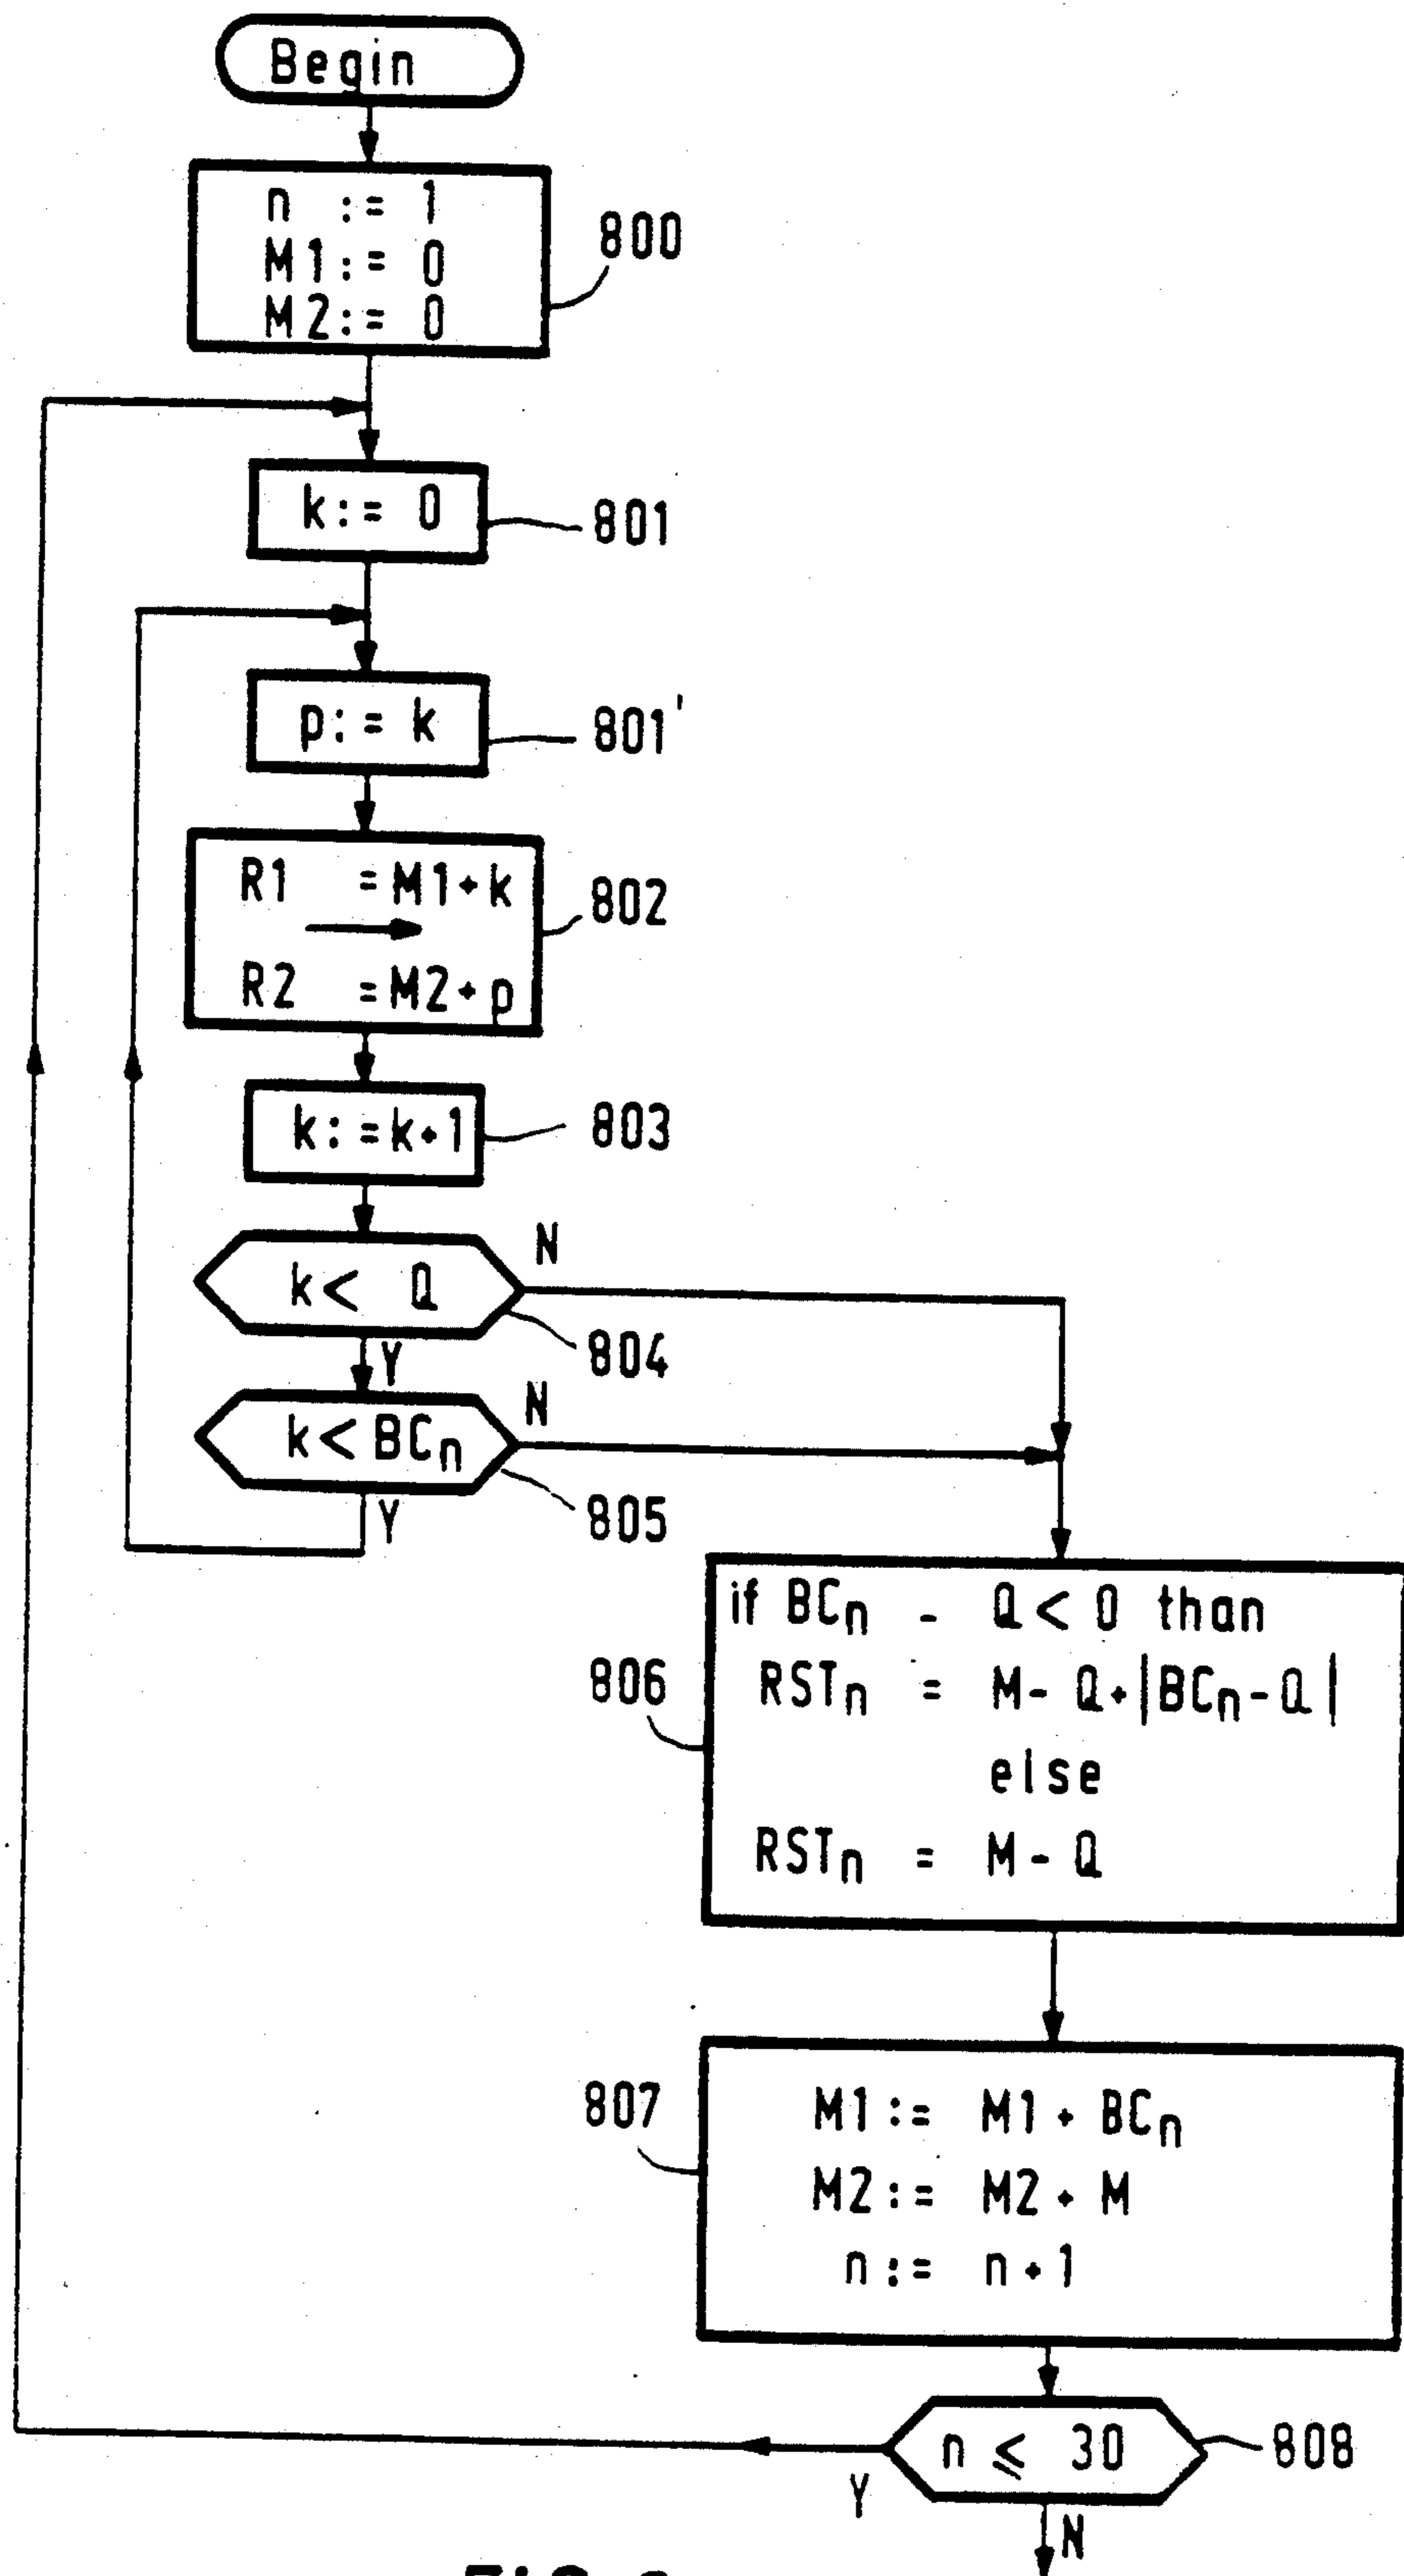 Begin
n := 1
M1:= 0
M2:= 0
800
k:= 0
801
p:= k
801'
R1 = M1+k
R2 = M2+p
802
k:=k+1
803
k< Q
N
804
Y
k<BCn
N
805
Y
if BCn - Q< 0 than
RSTn = M- Q+|BCn-Q|
else
RSTn = M- Q
806
M1:= M1+ BCn
M2:= M2+ M
n:= n+1
807
n ≤ 30
808
Y
N